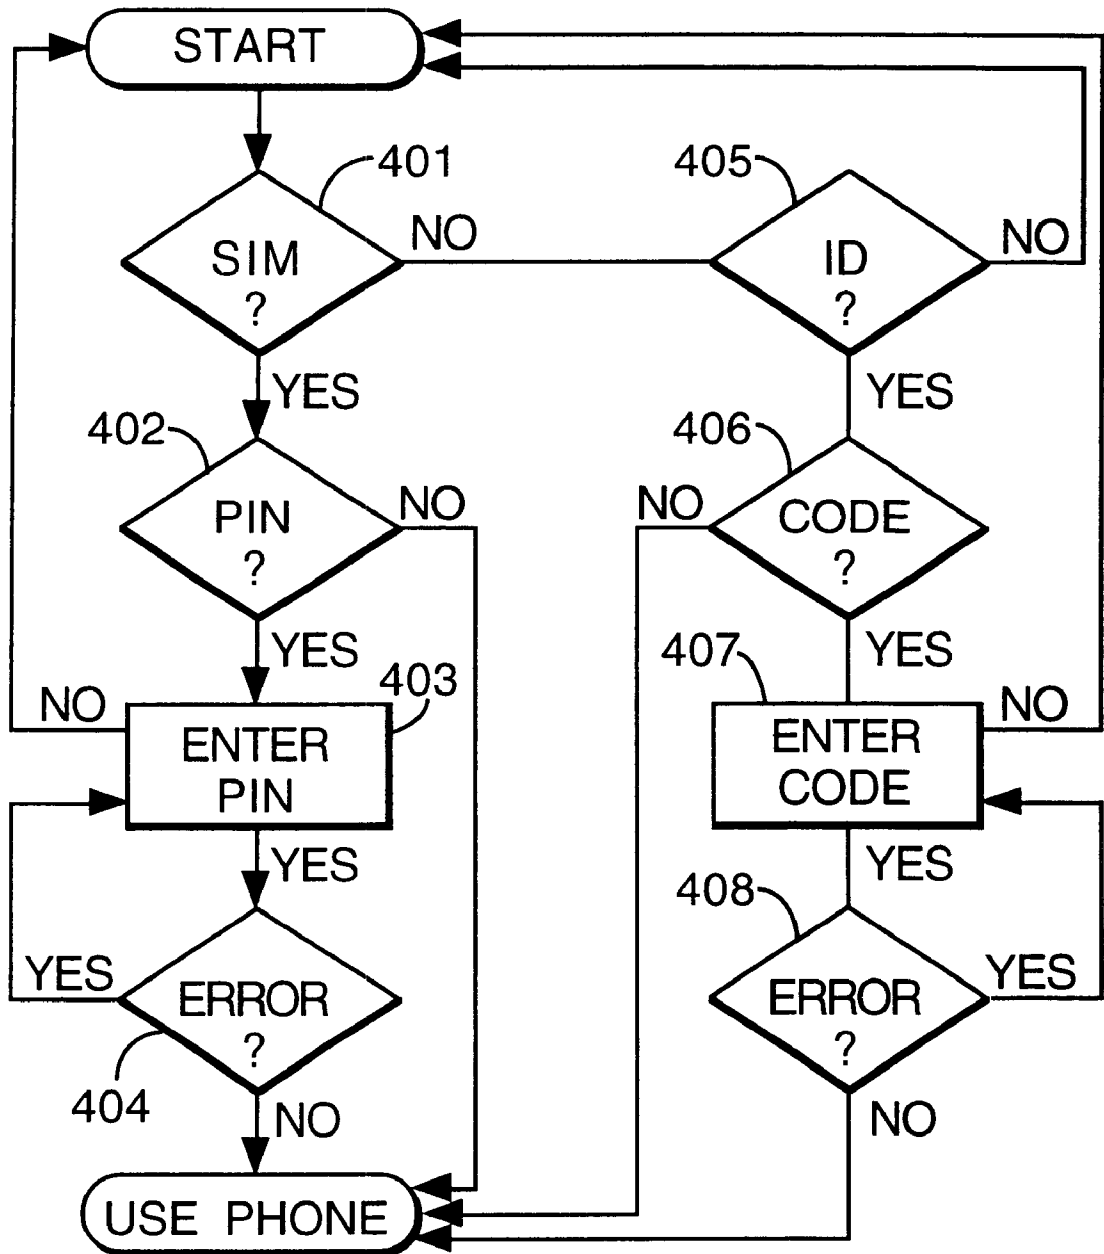 START
401
405
SIM
?
NO
ID
?
NO
YES
YES
402
406
PIN
?
NO
NO
CODE
?
YES
YES
403
407
NO
ENTER
PIN
ENTER
CODE
NO
YES
YES
408
YES
ERROR
?
ERROR
?
YES
404
NO
NO
USE PHONE